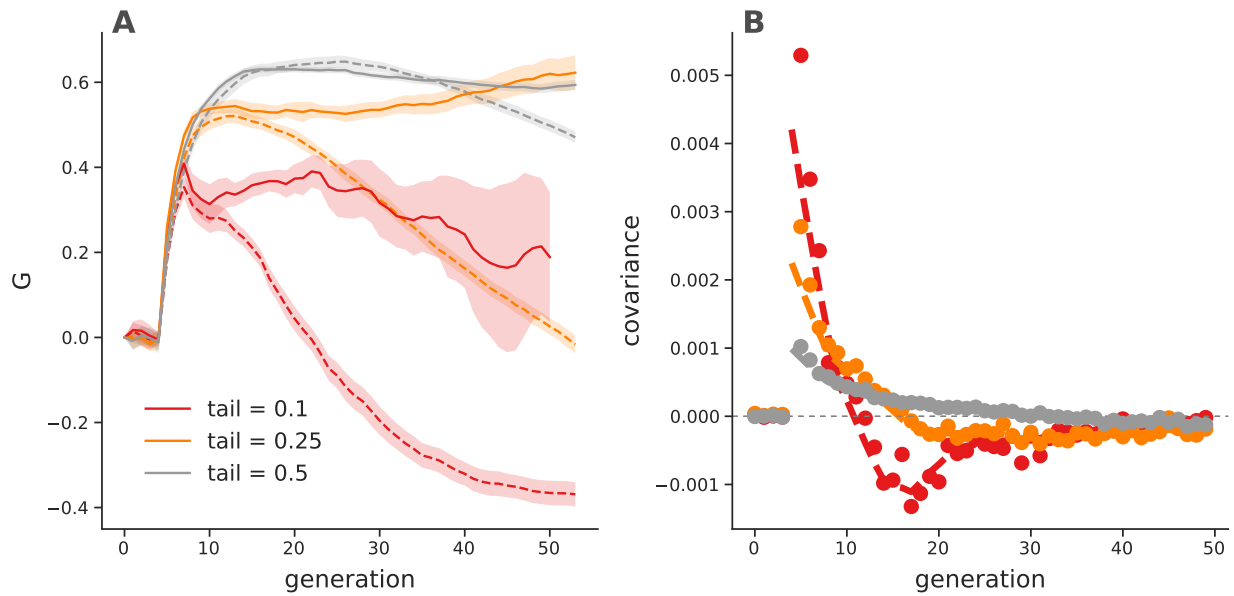 A
G
0.6
0.4
0.2
0.0
−0.2
−0.4
tail = 0.1
tail = 0.25
tail = 0.5
0 10 20 30 40 50
generation
B
covariance
0.005
0.004
0.003
0.002
0.001
0.000
−0.001
0 10 20 30 40 50
generation